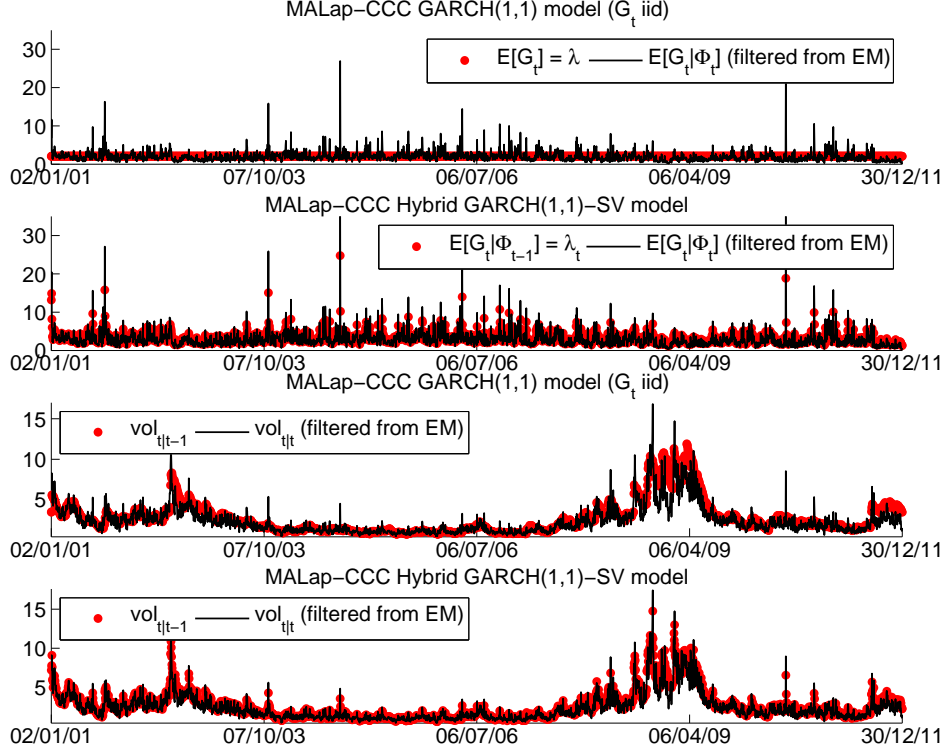 MALap−CCC GARCH(1,1) model (G_t iid)
30
20
10
0
E[G_t] = λ
E[G_t|Φ_t] (filtered from EM)
02/01/01 07/10/03 06/07/06 06/04/09 30/12/11
MALap−CCC Hybrid GARCH(1,1)−SV model
30
20
10
0
E[G_t|Φ_{t−1}] = λ_t
E[G_t|Φ_t] (filtered from EM)
02/01/01 07/10/03 06/07/06 06/04/09 30/12/11
MALap−CCC GARCH(1,1) model (G_t iid)
15
10
5
vol_{t|t−1}
vol_{t|t} (filtered from EM)
02/01/01 07/10/03 06/07/06 06/04/09 30/12/11
MALap−CCC Hybrid GARCH(1,1)−SV model
15
10
5
vol_{t|t−1}
vol_{t|t} (filtered from EM)
02/01/01 07/10/03 06/07/06 06/04/09 30/12/11